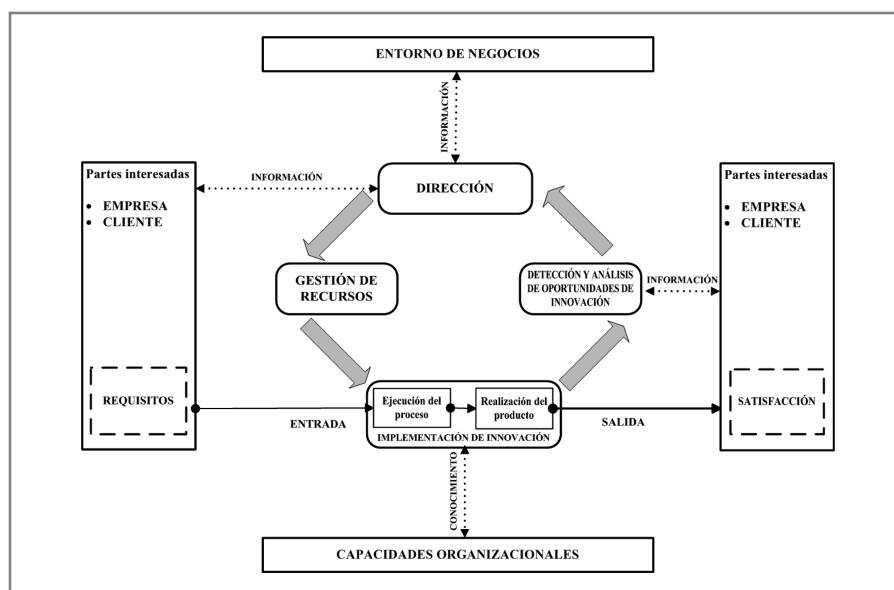 ENTORNO DE NEGOCIOS
INFORMACIÓN
Partes interesadas
• EMPRESA
• CLIENTE
INFORMACIÓN
DIRECCIÓN
Partes interesadas
• EMPRESA
• CLIENTE
GESTIÓN DE
RECURSOS
DETECCIÓN Y ANÁLISIS
DE OPORTUNIDADES DE
INNOVACIÓN
INFORMACIÓN
REQUISITOS
ENTRADA
Ejecución del
proceso
Realización del
producto
IMPLEMENTACIÓN DE INNOVACIÓN
SALIDA
SATISFACCIÓN
CONOCIMIENTO
CAPACIDADES ORGANIZACIONALES